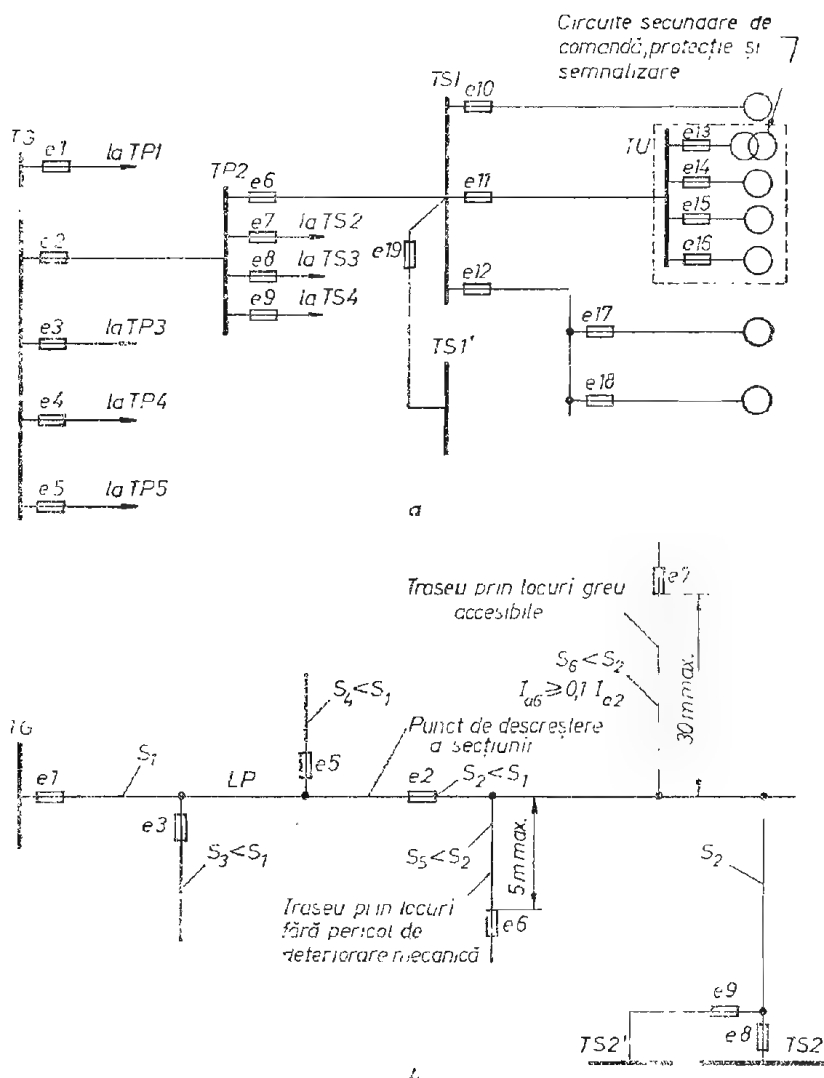 Circuite secundare de
comandă, protecție și
semnalizare
TSI
e10
TG
e1
la TP1
TP2
e6
e11
TU
e13
e14
e15
e16
e2
e7
la TS2
e8
la TS3
e9
la TS4
e19
e12
e3
la TP3
TS1'
e17
e4
la TP4
e18
e5
la TP5
a
e7
Traseu prin locuri greu
accesibile
S6 < S2
Ia6 ≥ 0,1 Ia2
30 m max.
S4 < S1
Punct de descreștere
a secțiunii
TG
e1
S1
LP
e5
e2
S2 < S1
e3
S3 < S1
S5 < S2
5 m max.
S2
Traseu prin locuri
fără pericol de
deteriorare mecanică
e6
e9
e8
TS2'
TS2